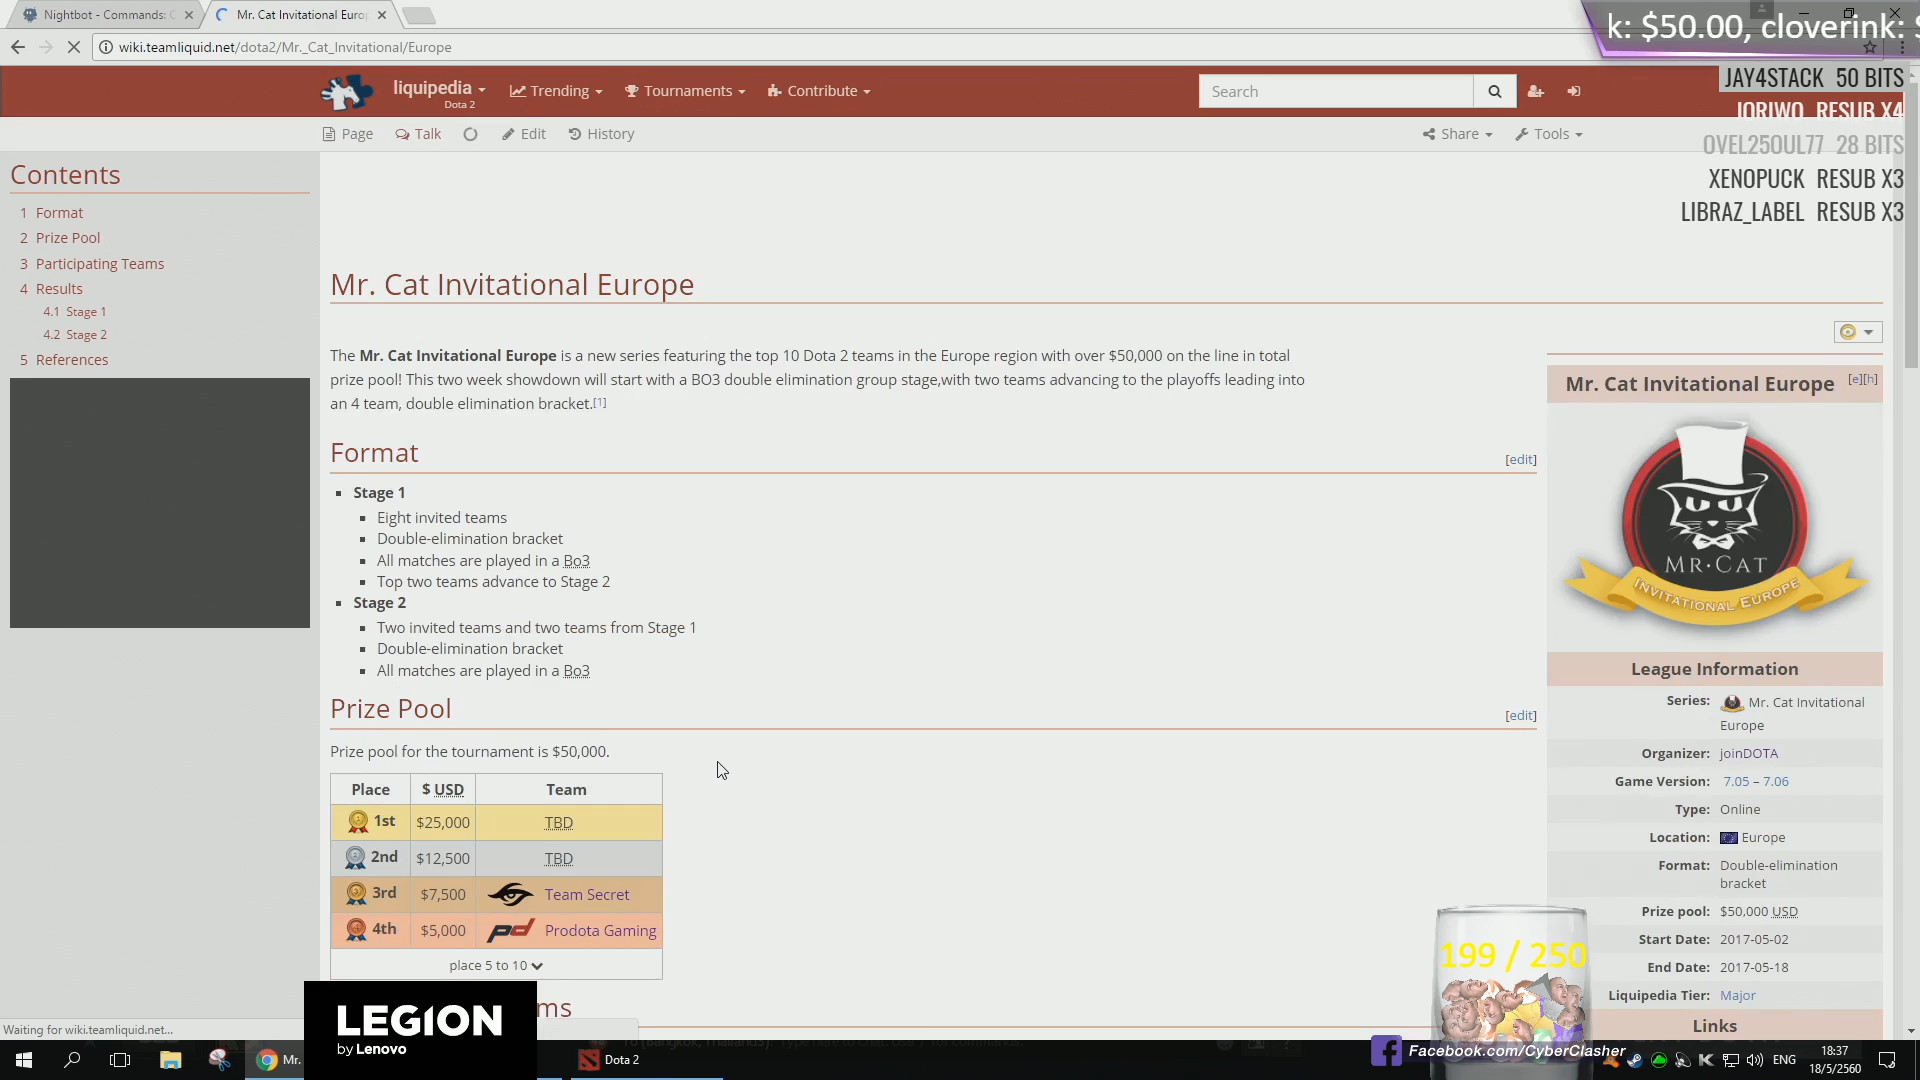 Nightbot - Commands: C
Mr. Cat Invitational Euro
k: $50.00, cloverink: $
wiki.teamliquid.net/dota2/Mr._Cat_Invitational/Europe
liquipedia
Dota 2
Trending
Tournaments
Contribute
Search
JAY4STACK 50 BITS
JORIWO RESUB X4
OVEL25OUL77 28 BITS
XENOPUCK RESUB X3
LIBRAZ_LABEL RESUB X3
Page
Talk
Edit
History
Share
Tools
Contents
1 Format
2 Prize Pool
3 Participating Teams
4 Results
4.1 Stage 1
4.2 Stage 2
5 References
Mr. Cat Invitational Europe
The Mr. Cat Invitational Europe is a new series featuring the top 10 Dota 2 teams in the Europe region with over $50,000 on the line in total
prize pool! This two week showdown will start with a BO3 double elimination group stage,with two teams advancing to the playoffs leading into
an 4 team, double elimination bracket.[1]
Format
[edit]
Stage 1
Eight invited teams
Double-elimination bracket
All matches are played in a Bo3
Top two teams advance to Stage 2
Stage 2
Two invited teams and two teams from Stage 1
Double-elimination bracket
All matches are played in a Bo3
Prize Pool
[edit]
Prize pool for the tournament is $50,000.
Place $ USD Team
1st $25,000 TBD
2nd $12,500 TBD
3rd $7,500 Team Secret
4th $5,000 pd Prodota Gaming
place 5 to 10
ms
Mr. Cat Invitational Europe [e][h]
MR·CAT
INVITATIONAL EUROPE
League Information
Series: Mr. Cat Invitational
Europe
Organizer: joinDOTA
Game Version: 7.05 – 7.06
Type: Online
Location: Europe
Format: Double-elimination
bracket
Prize pool: $50,000 USD
Start Date: 2017-05-02
End Date: 2017-05-18
Liquipedia Tier: Major
Links
199 / 250
Waiting for wiki.teamliquid.net...
LEGION
by Lenovo
Mr.
Dota 2
Facebook.com/CyberClasher
ENG
18:37
18/5/2560